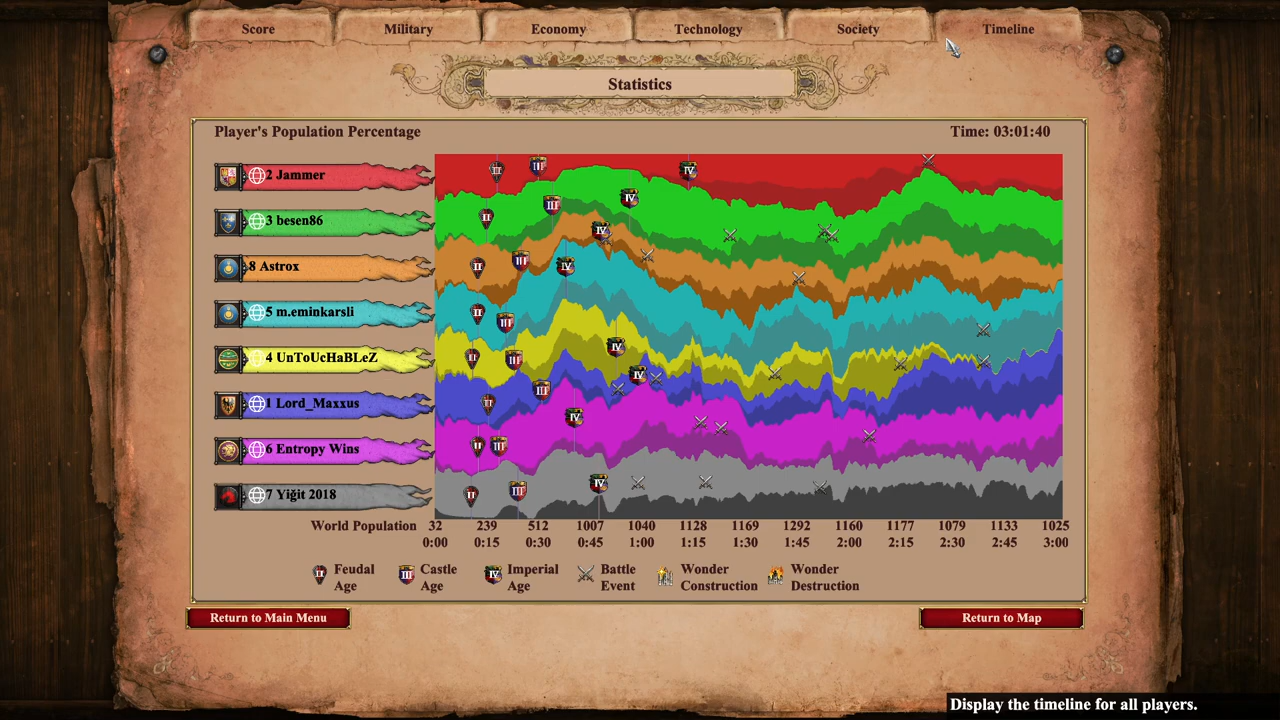 Score Military Economy Technology Society Timeline
Statistics
Player's Population Percentage Time: 03:01:40
2 Jammer
3 besen86
8 Astrox
5 m.eminkarsli
4 UnToUcHaBLeZ
1 Lord_Maxxus
6 Entropy Wins
7 Yiğit 2018
World Population 32 239 512 1007 1040 1128 1169 1292 1160 1177 1079 1133 1025
0:00 0:15 0:30 0:45 1:00 1:15 1:30 1:45 2:00 2:15 2:30 2:45 3:00
II Feudal Age
III Castle Age
IV Imperial Age
Battle Event
Wonder Construction
Wonder Destruction
Return to Main Menu Return to Map
Display the timeline for all players.